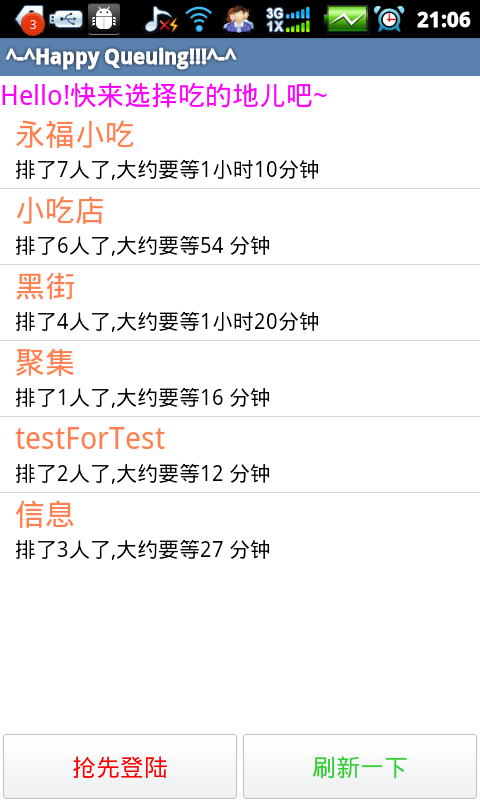 3
3G
1X
21:06
^-^Happy Queuing!!!^-^
Hello!快来选择吃的地儿吧~
永福小吃
排了7人了,大约要等1小时10分钟
小吃店
排了6人了,大约要等54 分钟
黑街
排了4人了,大约要等1小时20分钟
聚集
排了1人了,大约要等16 分钟
testForTest
排了2人了,大约要等12 分钟
信息
排了3人了,大约要等27 分钟
抢先登陆
刷新一下